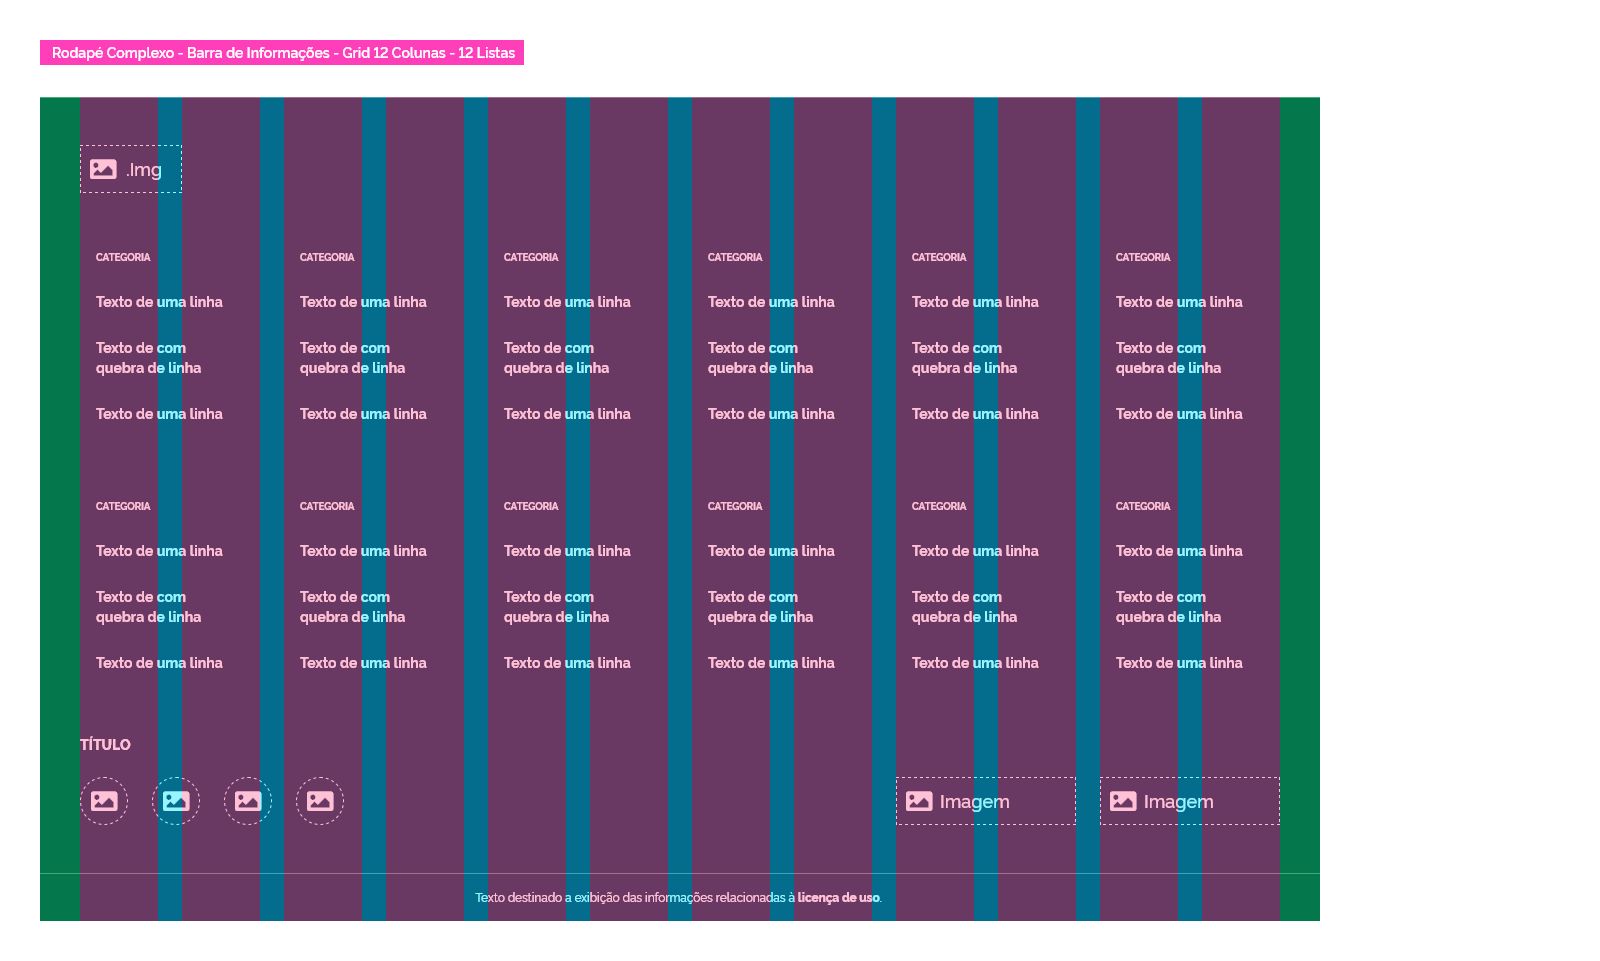 Rodapé Complexo - Barra de Informações - Grid 12 Colunas - 12 Listas
.Img
CATEGORIA CATEGORIA CATEGORIA CATEGORIA CATEGORIA CATEGORIA
Texto de uma linha Texto de uma linha Texto de uma linha Texto de uma linha Texto de uma linha Texto de uma linha
Texto de com Texto de com Texto de com Texto de com Texto de com Texto de com
quebra de linha quebra de linha quebra de linha quebra de linha quebra de linha quebra de linha
Texto de uma linha Texto de uma linha Texto de uma linha Texto de uma linha Texto de uma linha Texto de uma linha
CATEGORIA CATEGORIA CATEGORIA CATEGORIA CATEGORIA CATEGORIA
Texto de uma linha Texto de uma linha Texto de uma linha Texto de uma linha Texto de uma linha Texto de uma linha
Texto de com Texto de com Texto de com Texto de com Texto de com Texto de com
quebra de linha quebra de linha quebra de linha quebra de linha quebra de linha quebra de linha
Texto de uma linha Texto de uma linha Texto de uma linha Texto de uma linha Texto de uma linha Texto de uma linha
TÍTULO
Imagem Imagem
Texto destinado a exibição das informações relacionadas à licença de uso.